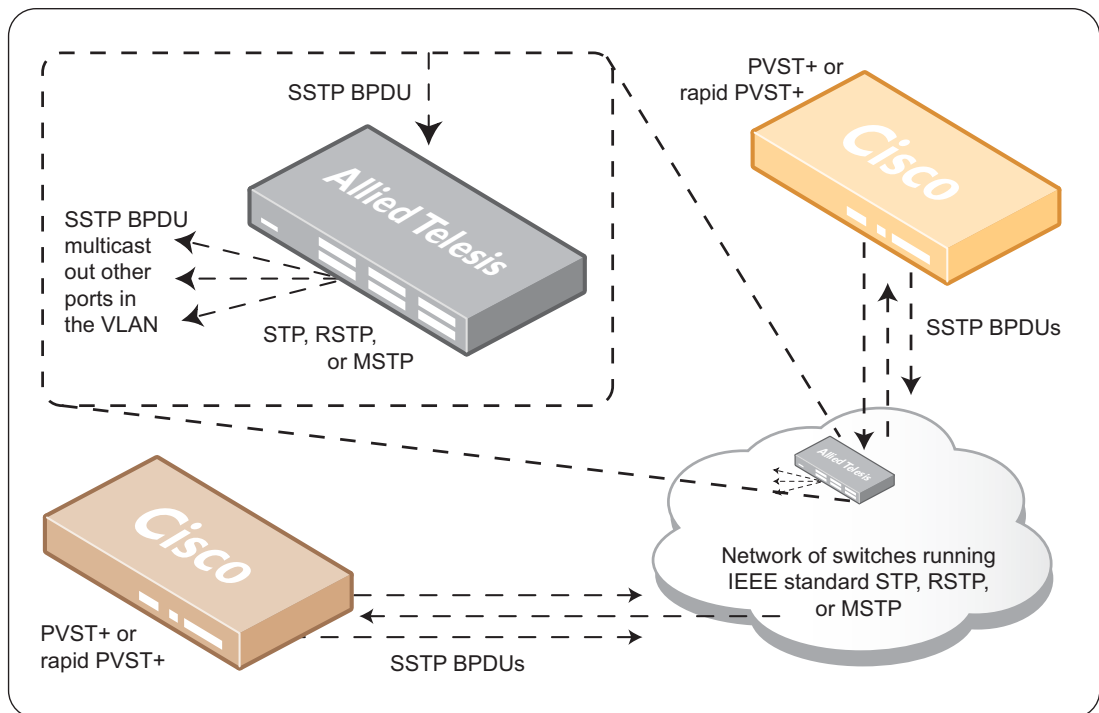 SSTP BPDU
Allied Telesis
SSTP BPDU
multicast
out other
ports in
the VLAN
STP, RSTP,
or MSTP
PVST+ or
rapid PVST+
Cisco
SSTP BPDUs
Allied Telesis
Network of switches running
IEEE standard STP, RSTP,
or MSTP
Cisco
PVST+ or
rapid PVST+
SSTP BPDUs